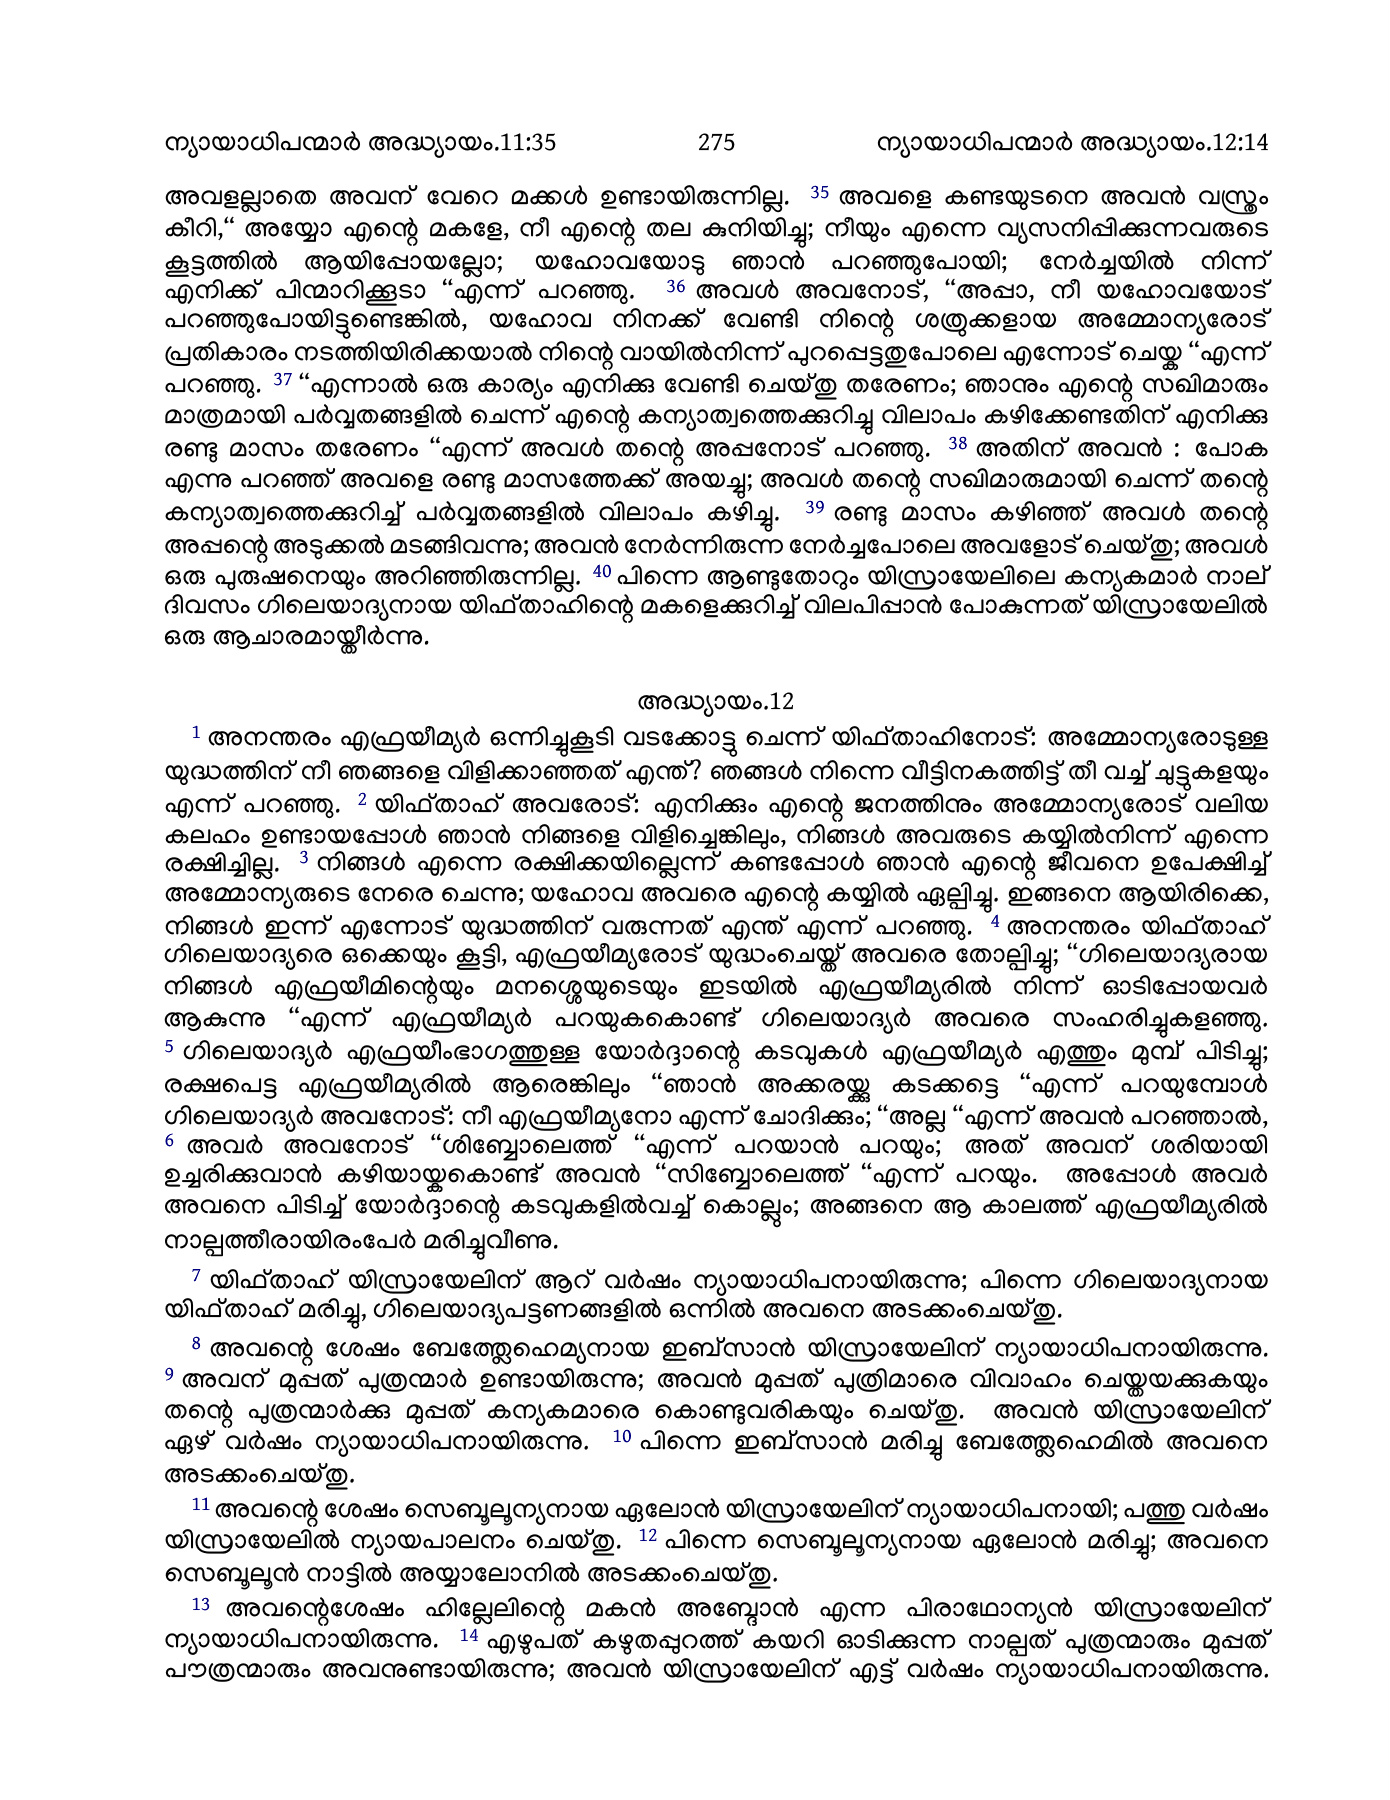 ന്യായാധിപന്മാർ അദ്ധ്യായം.11:35 275 ന്യായാധിപന്മാർ അദ്ധ്യായം.12:14
അവളല്ലാതെ അവന് വേറെ മക്കൾ ഉണ്ടായിരുന്നില്ല. 35 അവളെ കണ്ടയുടനെ അവൻ വസ്ത്രം
കീറി,“ അയ്യോ എന്റെ മകളേ, നീ എന്റെ തല കുനിയിച്ചു; നീയും എന്നെ വ്യസനിപ്പിക്കുന്നവരുടെ
കൂട്ടത്തിൽ ആയിപ്പോയല്ലോ; യഹോവയോടു ഞാൻ പറഞ്ഞുപോയി; നേർച്ചയിൽ നിന്ന്
എനിക്ക് പിന്മാറിക്കൂടാ “എന്ന് പറഞ്ഞു. 36 അവൾ അവനോട്, “അപ്പാ, നീ യഹോവയോട്
പറഞ്ഞുപോയിട്ടുണ്ടെങ്കിൽ, യഹോവ നിനക്ക് വേണ്ടി നിന്റെ ശത്രുക്കളായ അമ്മോന്യരോട്
പ്രതികാരം നടത്തിയിരിക്കയാൽ നിന്റെ വായിൽനിന്ന് പുറപ്പെട്ടതുപോലെ എന്നോട് ചെയ്ക “എന്ന്
പറഞ്ഞു. 37 “എന്നാൽ ഒരു കാര്യം എനിക്കു വേണ്ടി ചെയ്തു തരേണം; ഞാനും എന്റെ സഖിമാരും
മാത്രമായി പർവ്വതങ്ങളിൽ ചെന്ന് എന്റെ കന്യാത്വത്തെക്കുറിച്ചു വിലാപം കഴിക്കേണ്ടതിന് എനിക്കു
രണ്ടു മാസം തരേണം “എന്ന് അവൾ തന്റെ അപ്പനോട് പറഞ്ഞു. 38 അതിന് അവൻ : പോക
എന്നു പറഞ്ഞ് അവളെ രണ്ടു മാസത്തേക്ക് അയച്ചു; അവൾ തന്റെ സഖിമാരുമായി ചെന്ന് തന്റെ
കന്യാത്വത്തെക്കുറിച്ച് പർവ്വതങ്ങളിൽ വിലാപം കഴിച്ചു. 39 രണ്ടു മാസം കഴിഞ്ഞ് അവൾ തന്റെ
അപ്പന്റെ അടുക്കൽ മടങ്ങിവന്നു; അവൻ നേർന്നിരുന്ന നേർച്ചപോലെ അവളോട് ചെയ്തു; അവൾ
ഒരു പുരുഷനെയും അറിഞ്ഞിരുന്നില്ല. 40 പിന്നെ ആണ്ടുതോറും യിസ്രായേലിലെ കന്യകമാർ നാല്
ദിവസം ഗിലെയാദ്യനായ യിഫ്താഹിന്റെ മകളെക്കുറിച്ച് വിലപിപ്പാൻ പോകുന്നത് യിസ്രായേലിൽ
ഒരു ആചാരമായ്തീർന്നു.
അദ്ധ്യായം.12
1 അനന്തരം എഫ്രയീമ്യർ ഒന്നിച്ചുകൂടി വടക്കോട്ടു ചെന്ന് യിഫ്താഹിനോട്: അമ്മോന്യരോടുള്ള
യുദ്ധത്തിന് നീ ഞങ്ങളെ വിളിക്കാഞ്ഞത് എന്ത്? ഞങ്ങൾ നിന്നെ വീട്ടിനകത്തിട്ട് തീ വച്ച് ചുട്ടുകളയും
എന്ന് പറഞ്ഞു. 2 യിഫ്താഹ് അവരോട്: എനിക്കും എന്റെ ജനത്തിനും അമ്മോന്യരോട് വലിയ
കലഹം ഉണ്ടായപ്പോൾ ഞാൻ നിങ്ങളെ വിളിച്ചെങ്കിലും, നിങ്ങൾ അവരുടെ കയ്യിൽനിന്ന് എന്നെ
രക്ഷിച്ചില്ല. 3 നിങ്ങൾ എന്നെ രക്ഷിക്കയില്ലെന്ന് കണ്ടപ്പോൾ ഞാൻ എന്റെ ജീവനെ ഉപേക്ഷിച്ച്
അമ്മോന്യരുടെ നേരെ ചെന്നു; യഹോവ അവരെ എന്റെ കയ്യിൽ ഏല്പിച്ചു. ഇങ്ങനെ ആയിരിക്കെ,
നിങ്ങൾ ഇന്ന് എന്നോട് യുദ്ധത്തിന് വരുന്നത് എന്ത് എന്ന് പറഞ്ഞു. 4 അനന്തരം യിഫ്താഹ്
ഗിലെയാദ്യരെ ഒക്കെയും കൂട്ടി, എഫ്രയീമ്യരോട് യുദ്ധംചെയ്ത് അവരെ തോല്പിച്ചു; “ഗിലെയാദ്യരായ
നിങ്ങൾ എഫ്രയീമിന്റെയും മനശ്ശെയുടെയും ഇടയിൽ എഫ്രയീമ്യരിൽ നിന്ന് ഓടിപ്പോയവർ
ആകുന്നു “എന്ന് എഫ്രയീമ്യർ പറയുകകൊണ്ട് ഗിലെയാദ്യർ അവരെ സംഹരിച്ചുകളഞ്ഞു.
5 ഗിലെയാദ്യർ എഫ്രയീംഭാഗത്തുള്ള യോർദ്ദാന്റെ കടവുകൾ എഫ്രയീമ്യർ എത്തും മുമ്പ് പിടിച്ചു;
രക്ഷപെട്ട എഫ്രയീമ്യരിൽ ആരെങ്കിലും “ഞാൻ അക്കരയ്ക്കു കടക്കട്ടെ “എന്ന് പറയുമ്പോൾ
ഗിലെയാദ്യർ അവനോട്: നീ എഫ്രയീമ്യനോ എന്ന് ചോദിക്കും; “അല്ല “എന്ന് അവൻ പറഞ്ഞാൽ,
6 അവർ അവനോട് “ശിബ്ബോലെത്ത് “എന്ന് പറയാൻ പറയും; അത് അവന് ശരിയായി
ഉച്ചരിക്കുവാൻ കഴിയായ്കകൊണ്ട് അവൻ “സിബ്ബോലെത്ത് “എന്ന് പറയും. അപ്പോൾ അവർ
അവനെ പിടിച്ച് യോർദ്ദാന്റെ കടവുകളിൽവച്ച് കൊല്ലും; അങ്ങനെ ആ കാലത്ത് എഫ്രയീമ്യരിൽ
നാല്പത്തീരായിരംപേർ മരിച്ചുവീണു.
7 യിഫ്താഹ് യിസ്രായേലിന് ആറ് വർഷം ന്യായാധിപനായിരുന്നു; പിന്നെ ഗിലെയാദ്യനായ
യിഫ്താഹ് മരിച്ചു, ഗിലെയാദ്യപട്ടണങ്ങളിൽ ഒന്നിൽ അവനെ അടക്കംചെയ്തു.
8 അവന്റെ ശേഷം ബേത്ത്ലേഹെമ്യനായ ഇബ്സാൻ യിസ്രായേലിന് ന്യായാധിപനായിരുന്നു.
9 അവന് മുപ്പത് പുത്രന്മാർ ഉണ്ടായിരുന്നു; അവൻ മുപ്പത് പുത്രിമാരെ വിവാഹം ചെയ്തയക്കുകയും
തന്റെ പുത്രന്മാർക്കു മുപ്പത് കന്യകമാരെ കൊണ്ടുവരികയും ചെയ്തു. അവൻ യിസ്രായേലിന്
ഏഴ് വർഷം ന്യായാധിപനായിരുന്നു. 10 പിന്നെ ഇബ്സാൻ മരിച്ചു ബേത്ത്ലേഹെമിൽ അവനെ
അടക്കംചെയ്തു.
11 അവന്റെ ശേഷം സെബൂലൂന്യനായ ഏലോൻ യിസ്രായേലിന് ന്യായാധിപനായി; പത്തു വർഷം
യിസ്രായേലിൽ ന്യായപാലനം ചെയ്തു. 12 പിന്നെ സെബൂലൂന്യനായ ഏലോൻ മരിച്ചു; അവനെ
സെബൂലൂൻ നാട്ടിൽ അയ്യാലോനിൽ അടക്കംചെയ്തു.
13 അവന്റെശേഷം ഹില്ലേലിന്റെ മകൻ അബ്ദോൻ എന്ന പിരാഥോന്യൻ യിസ്രായേലിന്
ന്യായാധിപനായിരുന്നു. 14 എഴുപത് കഴുതപ്പുറത്ത് കയറി ഓടിക്കുന്ന നാല്പത് പുത്രന്മാരും മുപ്പത്
പൗത്രന്മാരും അവനുണ്ടായിരുന്നു; അവൻ യിസ്രായേലിന് എട്ട് വർഷം ന്യായാധിപനായിരുന്നു.